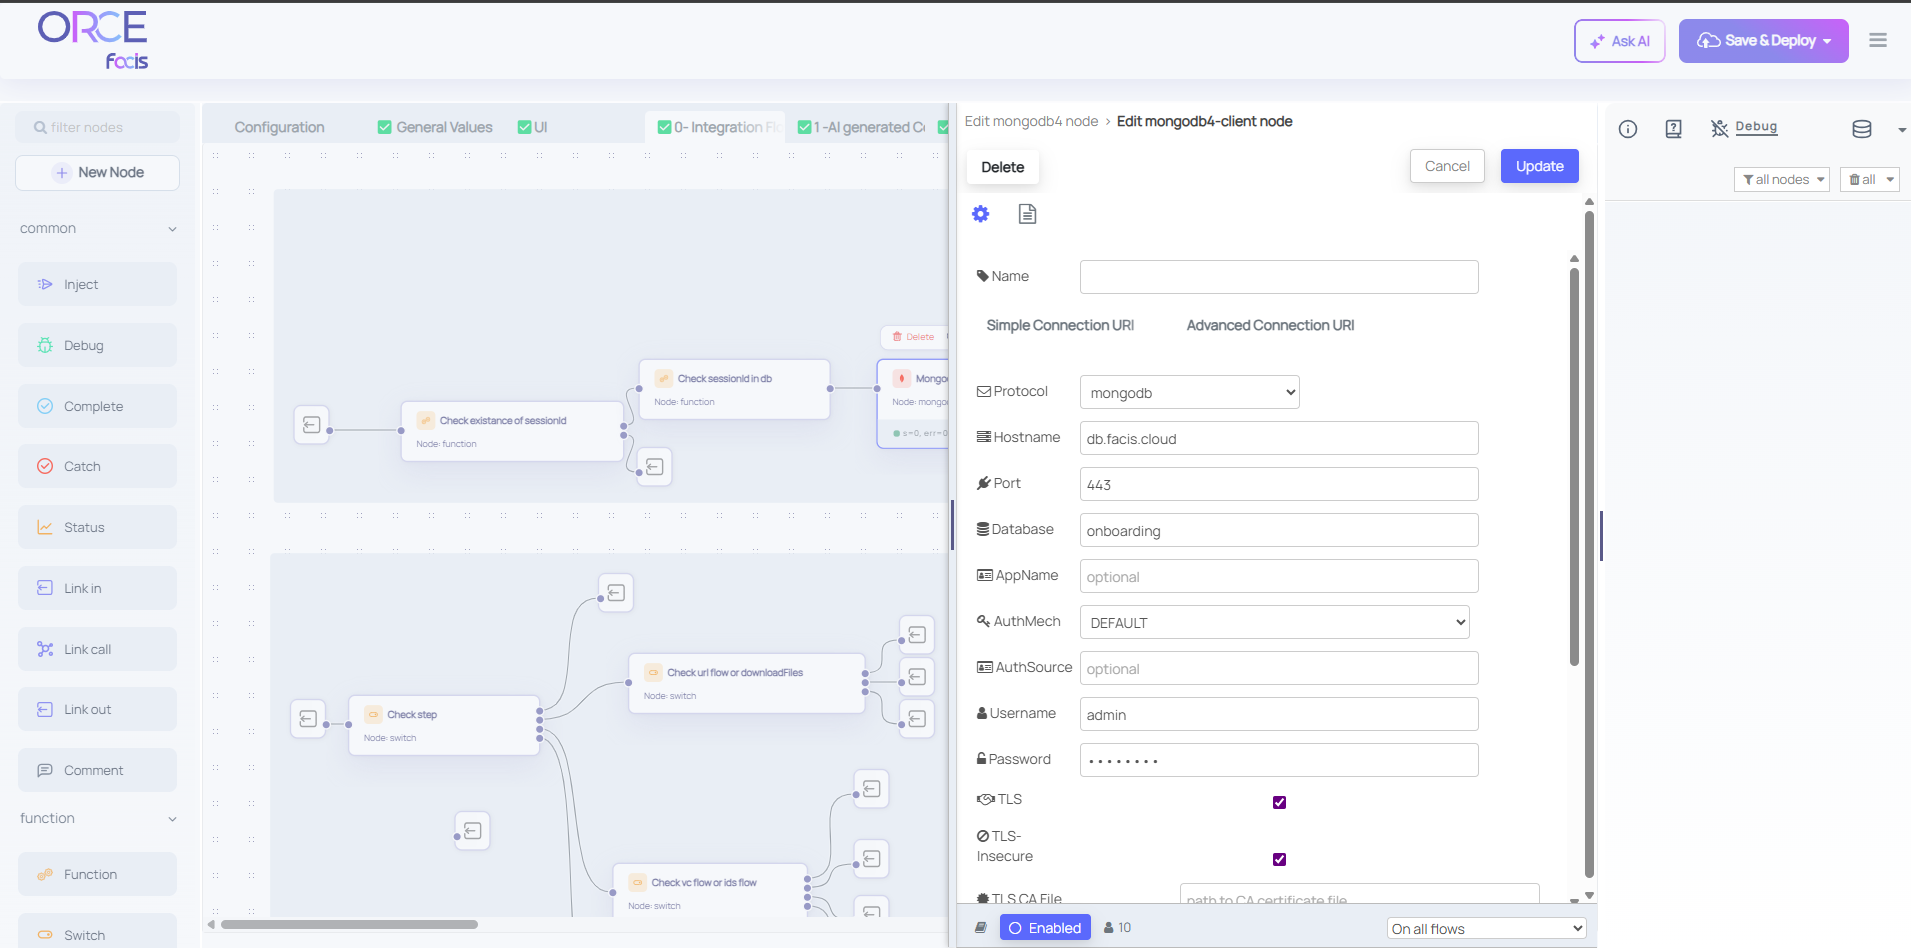 ORCE
facis
Ask AI
Save & Deploy
filter nodes
New Node
common
Inject
Debug
Complete
Catch
Status
Link in
Link call
Link out
Comment
function
Function
Switch
Configuration
General Values
UI
0- Integration Flo
1 -AI generated Co
Delete
Check sessionId in db
Node: function
Mongo
Node: mongo
s=0, err=0
Check existance of sessionId
Node: function
Check url flow or downloadFiles
Node: switch
Check step
Node: switch
Check vc flow or ids flow
Node: switch
Edit mongodb4 node > Edit mongodb4-client node
Delete
Cancel
Update
Name
Simple Connection URI
Advanced Connection URI
Protocol
mongodb
Hostname
db.facis.cloud
Port
443
Database
onboarding
AppName
optional
AuthMech
DEFAULT
AuthSource
optional
Username
admin
Password
••••••••
TLS
TLS-
Insecure
TLS CA File
path to CA certificate file
Enabled
10
On all flows
Debug
all nodes
all